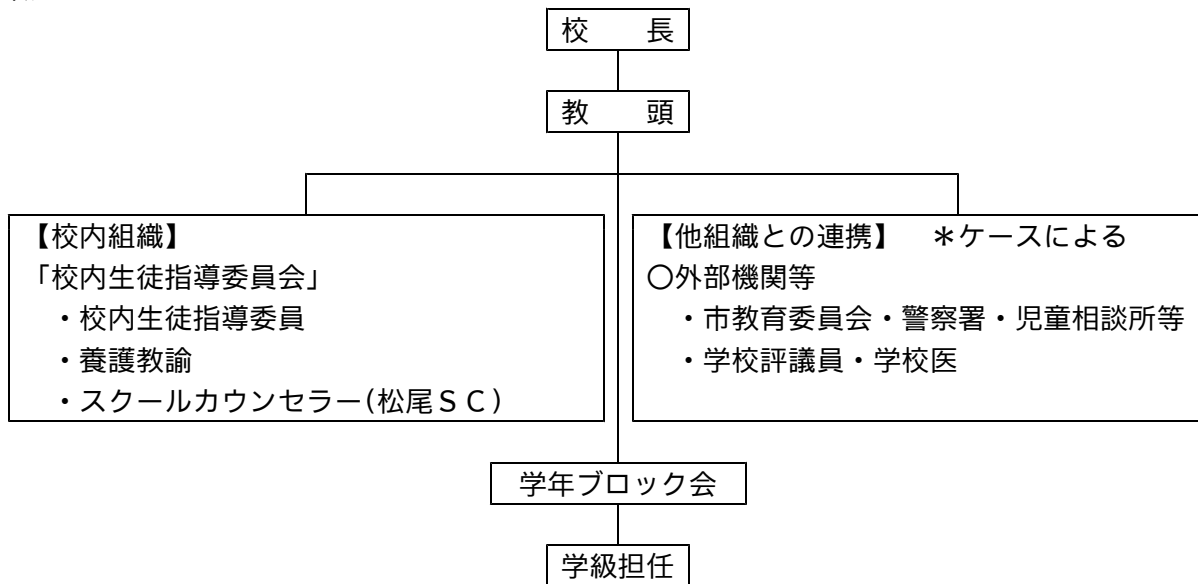 校　　長
教　　頭
【校内組織】
「校内生徒指導委員会」
・校内生徒指導委員
・養護教諭
・スクールカウンセラー(松尾ＳＣ)
【他組織との連携】　＊ケースによる
〇外部機関等
・市教育委員会・警察署・児童相談所等
・学校評議員・学校医
学年ブロック会
学級担任